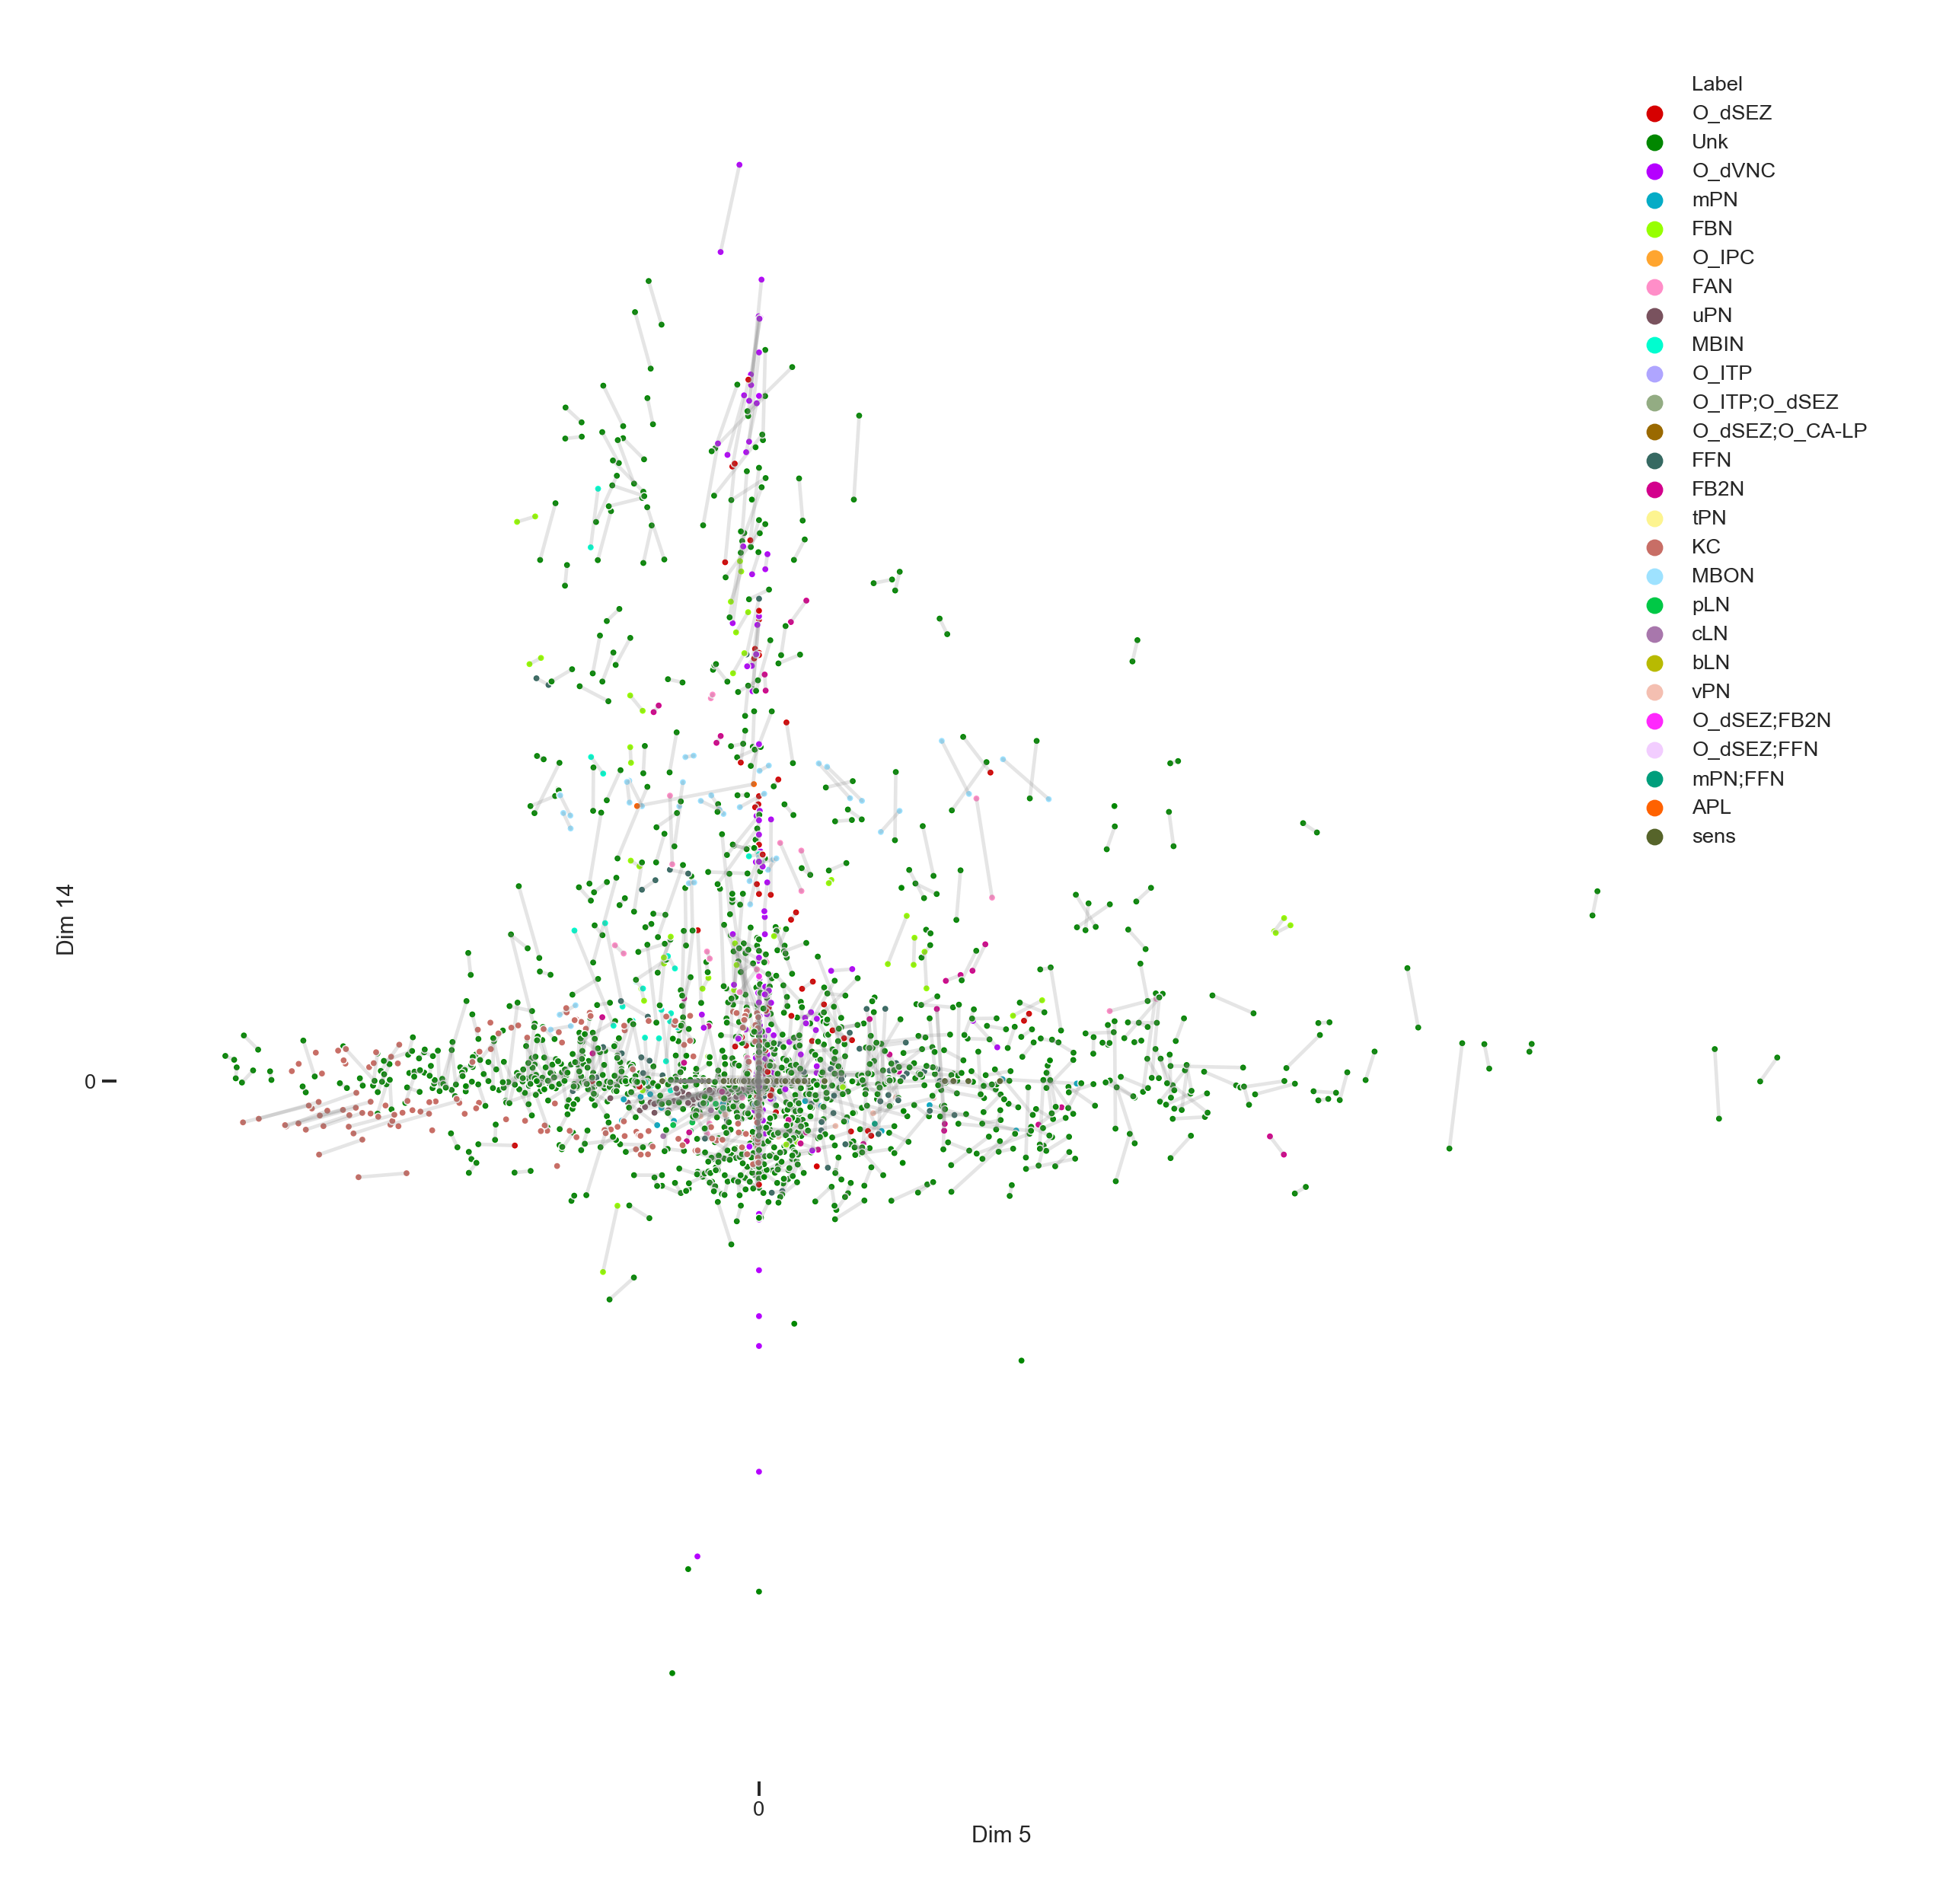 Label
O_dSEZ
Unk
O_dVNC
mPN
FBN
O_IPC
FAN
uPN
MBIN
O_ITP
O_ITP;O_dSEZ
O_dSEZ;O_CA-LP
FFN
FB2N
tPN
KC
MBON
pLN
cLN
bLN
vPN
O_dSEZ;FB2N
O_dSEZ;FFN
mPN;FFN
APL
sens
Dim 14
0
0
Dim 5